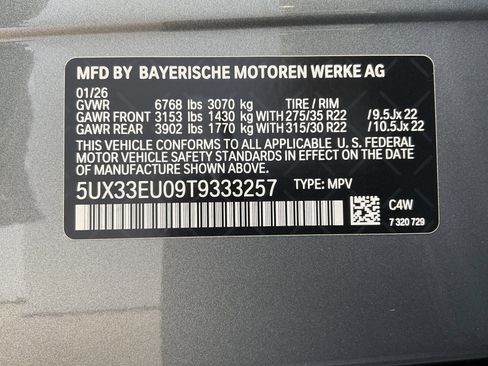 MFD BY BAYERISCHE MOTOREN WERKE AG
01/26
GVWR 6768 lbs 3070 kg TIRE / RIM
GAWR FRONT 3153 lbs 1430 kg WITH 275/35 R22 /9.5Jx 22
GAWR REAR 3902 lbs 1770 kg WITH 315/30 R22 /10.5Jx 22
THIS VEHICLE CONFORMS TO ALL APPLICABLE U. S. FEDERAL
MOTOR VEHICLE SAFETY STANDARDS IN EFFECT
ON THE DATE OF MANUFACTURE SHOWN ABOVE.
5UX33EU09T9333257 TYPE: MPV
C4W
7 320 729